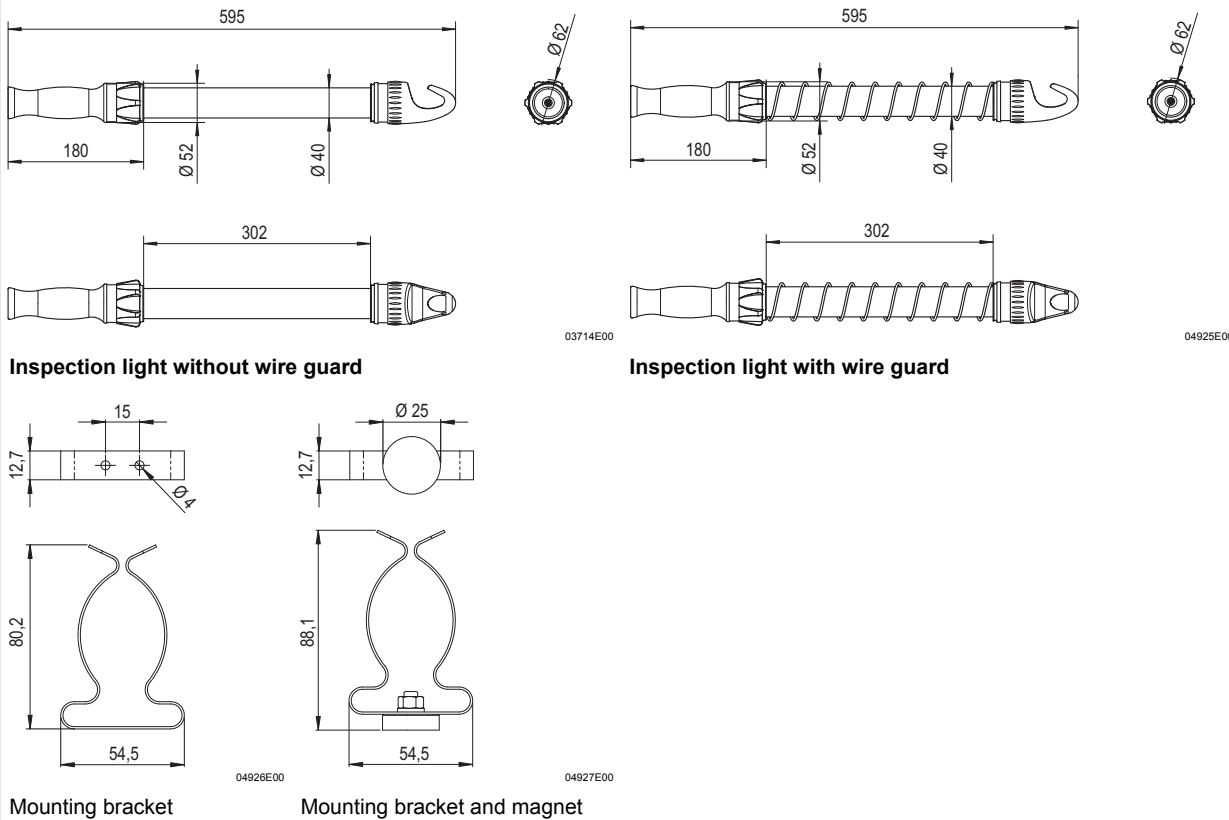 595
Ø 62
180
Ø 52
Ø 40
302
03714E00
Inspection light without wire guard
595
Ø 62
180
Ø 52
Ø 40
302
04925E00
Inspection light with wire guard
15
12,7
Ø 4
80,2
54,5
04926E00
Mounting bracket
Ø 25
12,7
88,1
54,5
04927E00
Mounting bracket and magnet